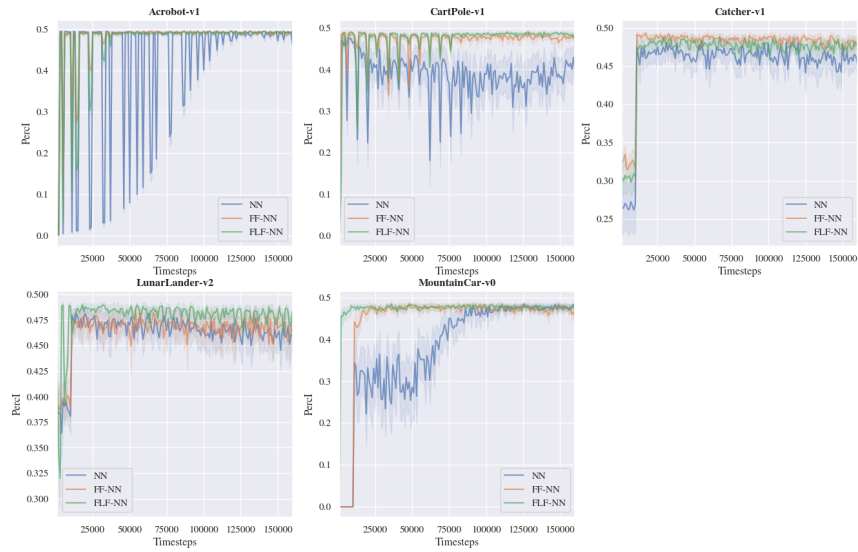 Acrobot-v1
0.5
0.4
0.3
0.2
0.1
0.0
PercI
NN
FF-NN
FLF-NN
25000 50000 75000 100000 125000 150000
Timesteps
CartPole-v1
0.5
0.4
0.3
0.2
0.1
0.0
PercI
NN
FF-NN
FLF-NN
25000 50000 75000 100000 125000 150000
Timesteps
Catcher-v1
0.50
0.45
0.40
0.35
0.30
0.25
PercI
NN
FF-NN
FLF-NN
25000 50000 75000 100000 125000 150000
Timesteps
LunarLander-v2
0.500
0.475
0.450
0.425
0.400
0.375
0.350
0.325
0.300
PercI
NN
FF-NN
FLF-NN
25000 50000 75000 100000 125000 150000
Timesteps
MountainCar-v0
0.5
0.4
0.3
0.2
0.1
0.0
PercI
NN
FF-NN
FLF-NN
25000 50000 75000 100000 125000 150000
Timesteps